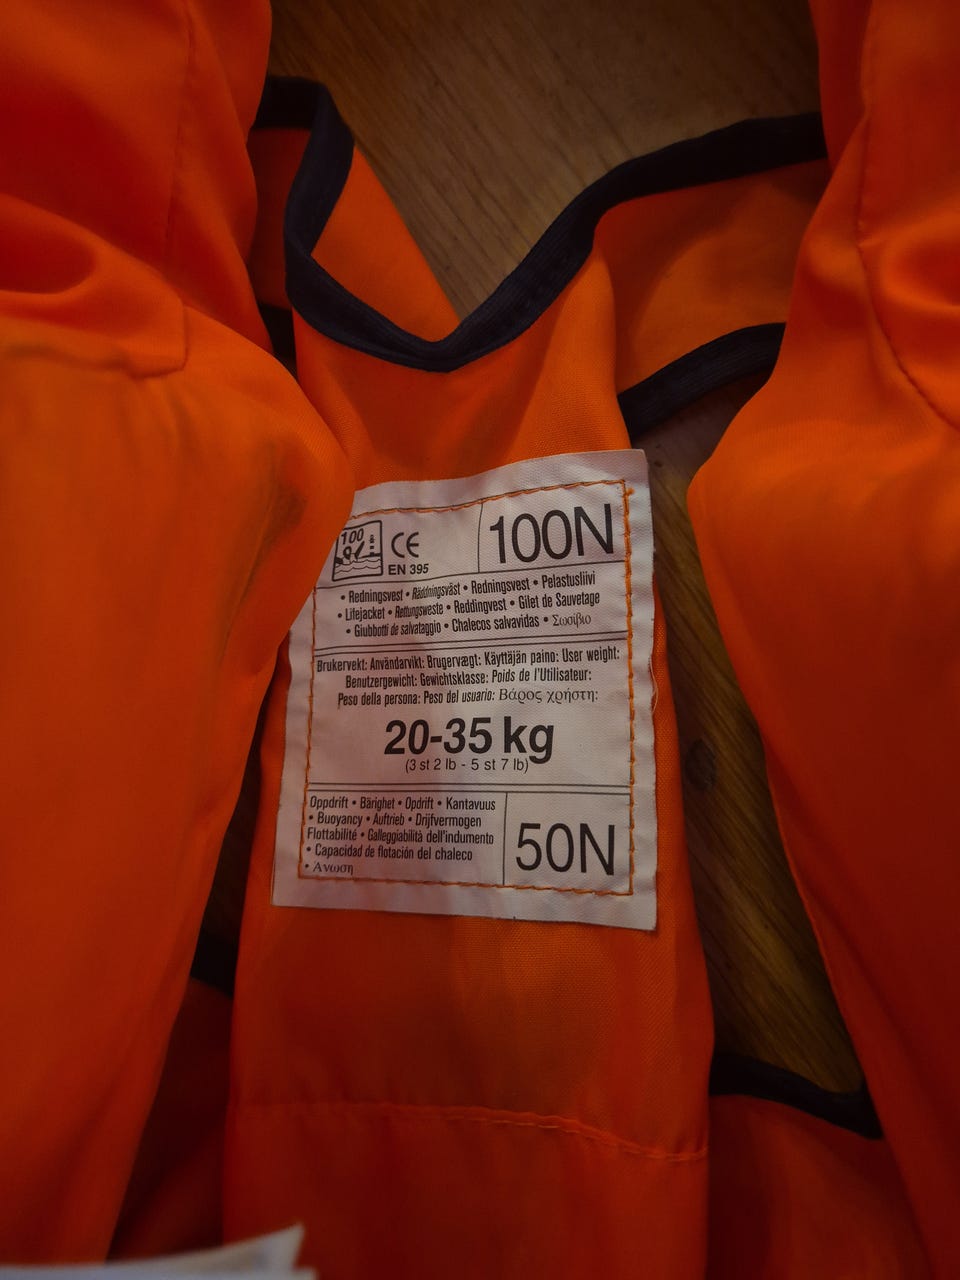 100
CE
EN 395
100N
• Redningsvest • Räddningsväst • Redningsvest • Pelastusliivi
• Lifejacket • Rettungsweste • Reddingvest • Gilet de Sauvetage
• Giubbotti de salvataggio • Chalecos salvavidas • Σωσίβιο
Brukervekt: Användarvikt: Brugervægt: Käyttäjän paino: User weight:
Benutzergewicht: Gewichtsklasse: Poids de l'Utilisateur:
Peso della persona: Peso del usuario: Βάρος χρήστη:
20-35 kg
(3 st 2 lb - 5 st 7 lb)
Oppdrift • Bärighet • Opdrift • Kantavuus
• Buoyancy • Auftrieb • Drijfvermogen
Flottabilité • Galleggiabilità dell'indumento
• Capacidad de flotación del chaleco
• Άνωση
50N